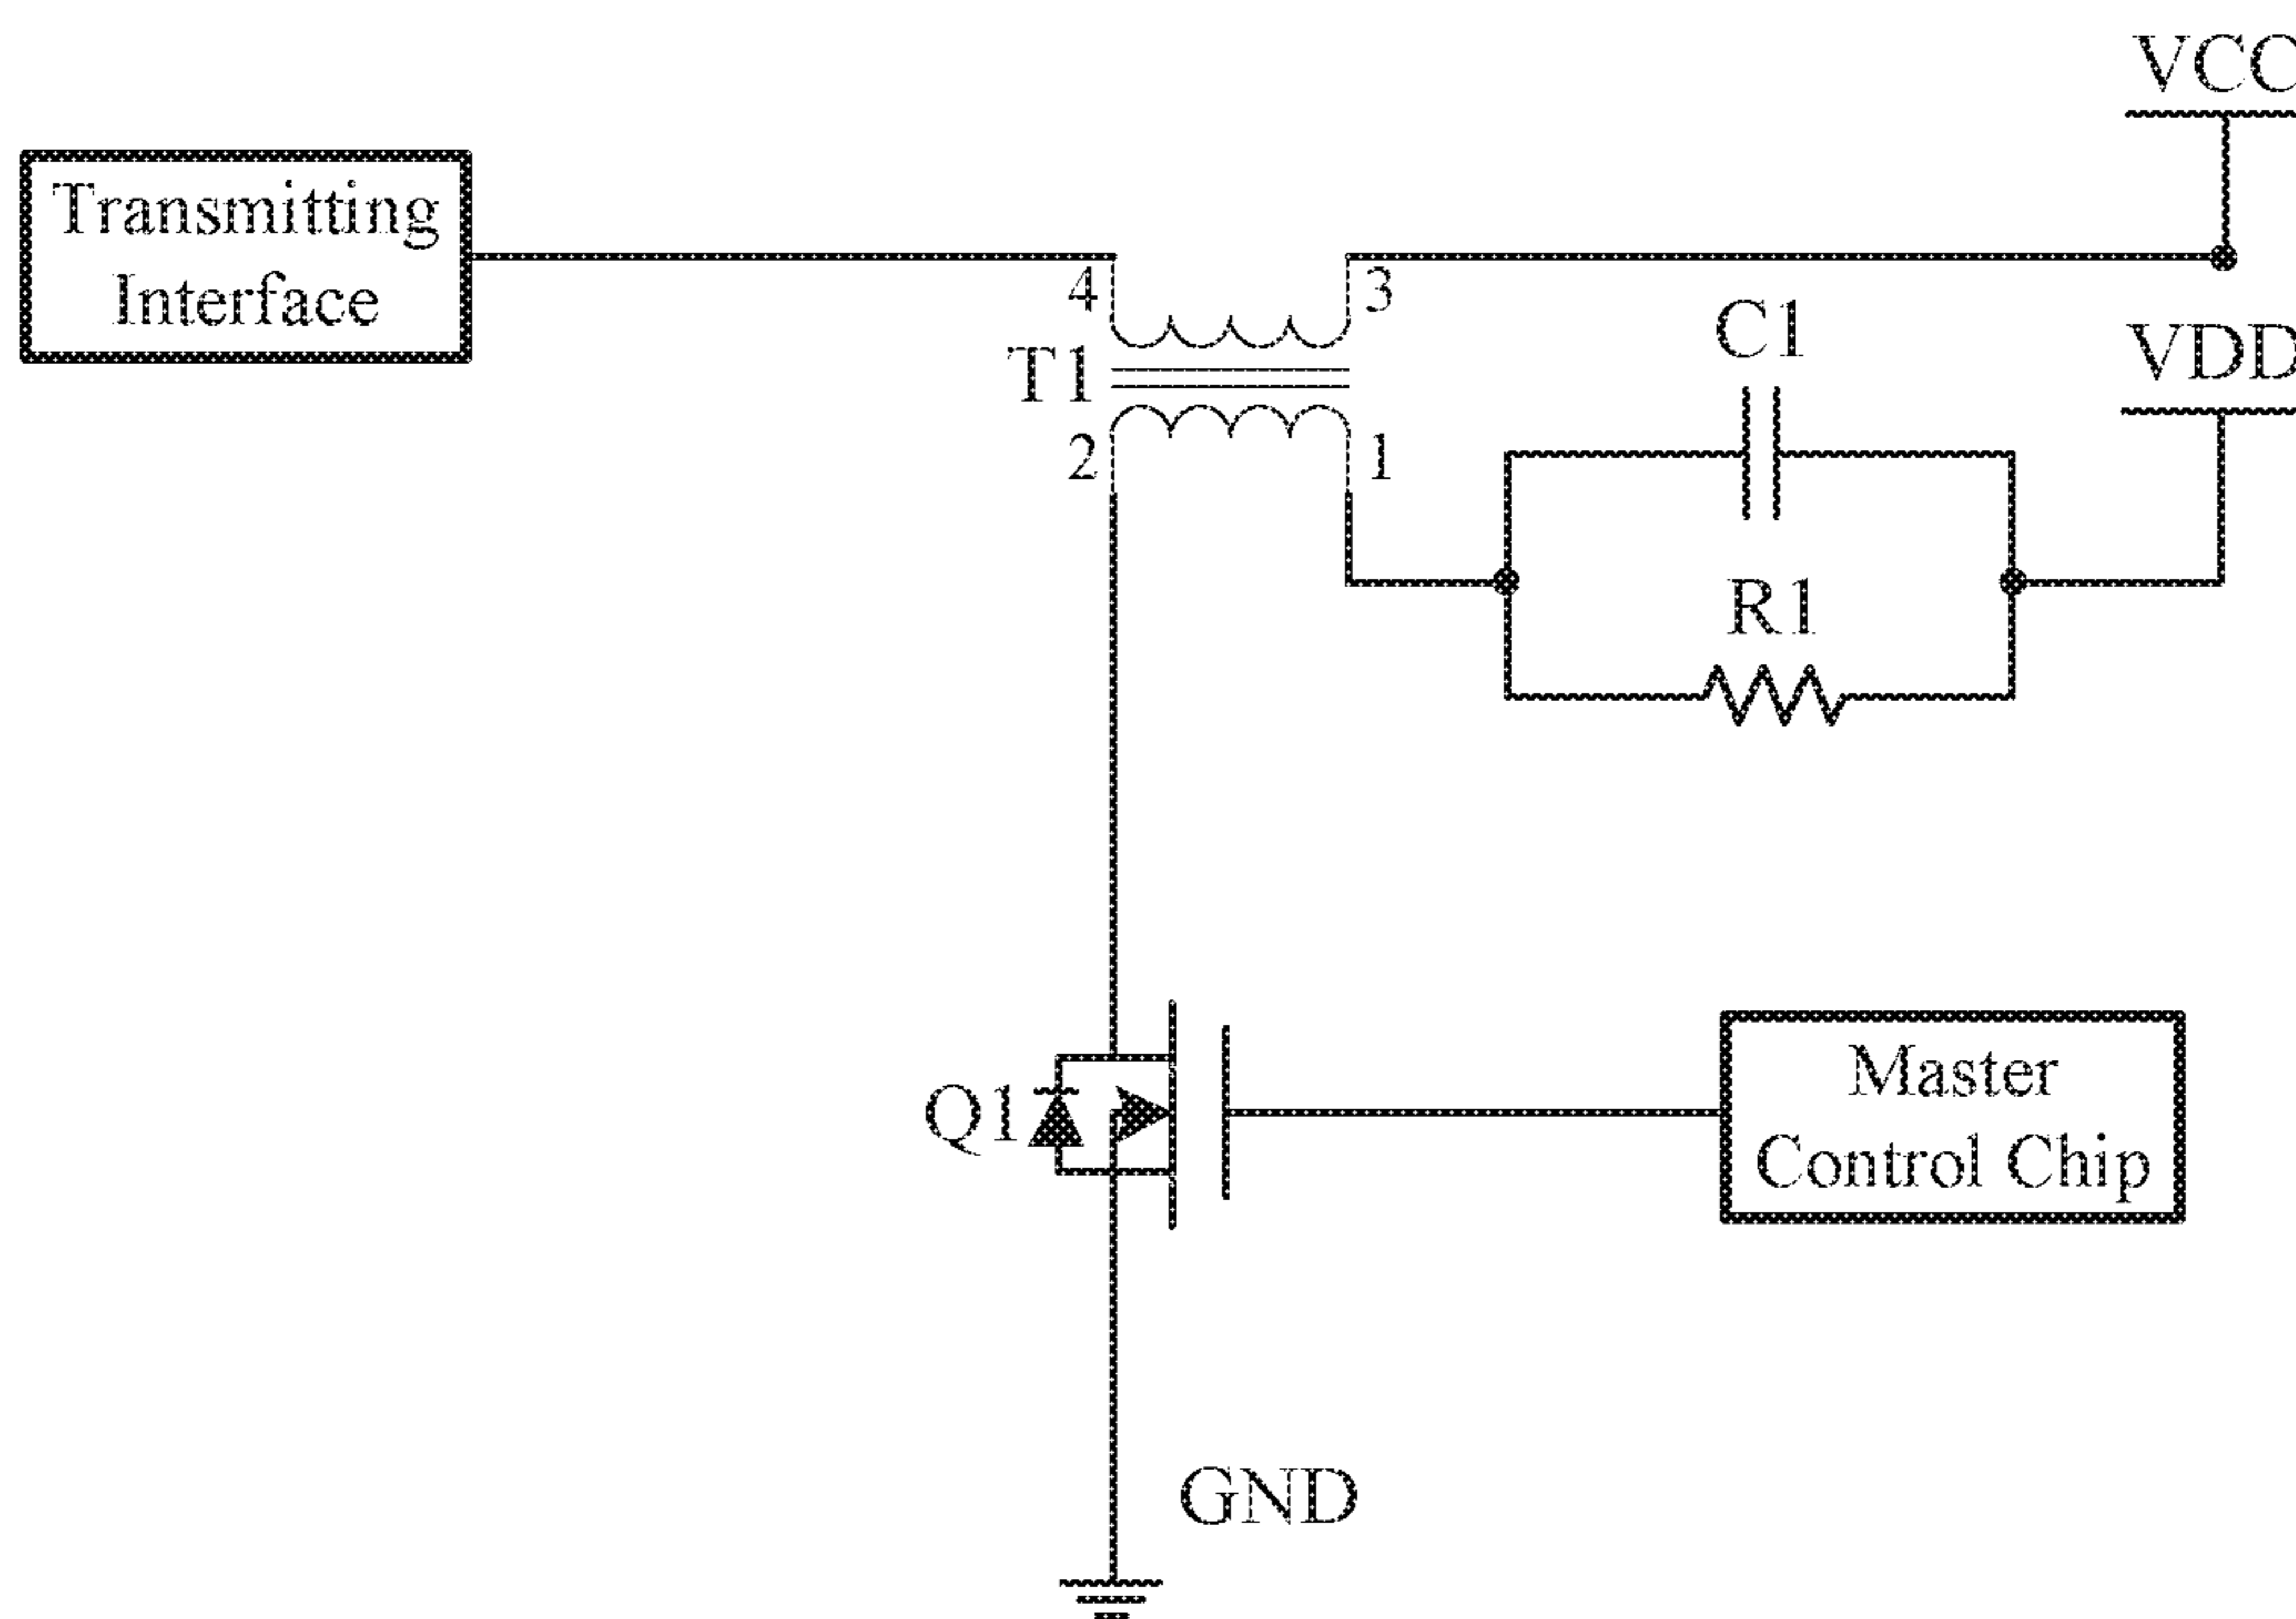 VCC
Transmitting
Interface
4
3
C1
VDD
T1
2
1
R1
Q1
Master
Control Chip
GND